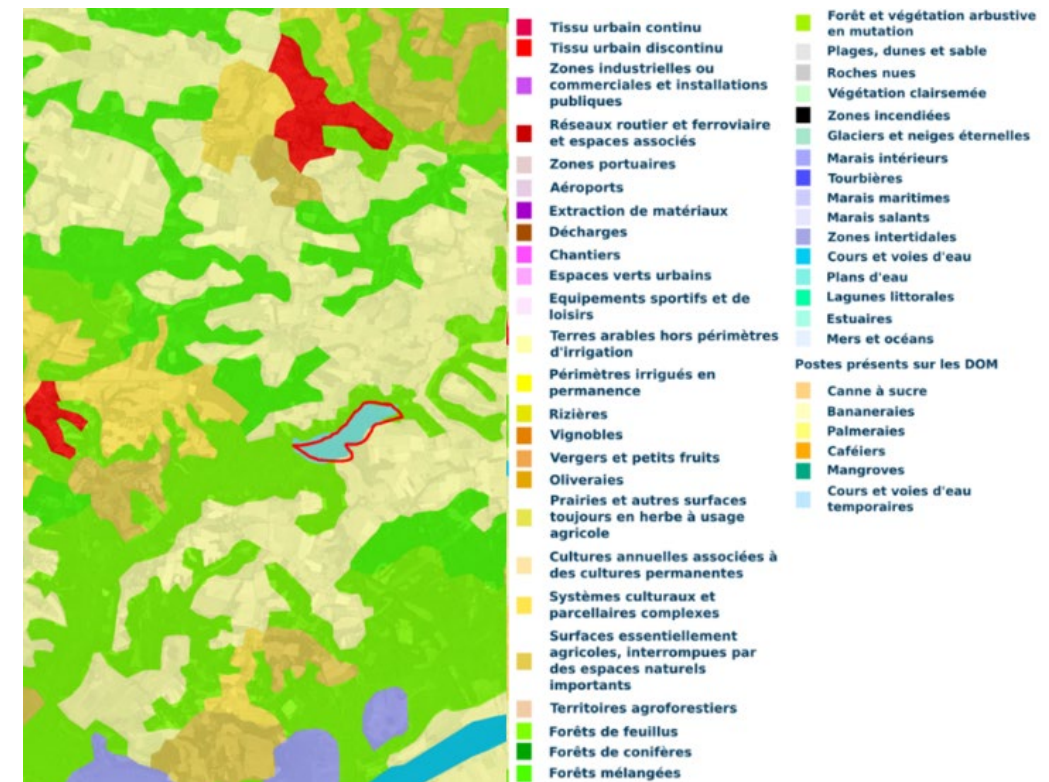 Tissu urbain continu
Tissu urbain discontinu
Zones industrielles ou
commerciales et installations
publiques
Réseaux routier et ferroviaire
et espaces associés
Zones portuaires
Aéroports
Extraction de matériaux
Décharges
Chantiers
Espaces verts urbains
Equipements sportifs et de
loisirs
Terres arables hors périmètres
d'irrigation
Périmètres irrigués en
permanence
Rizières
Vignobles
Vergers et petits fruits
Oliveraies
Prairies et autres surfaces
toujours en herbe à usage
agricole
Cultures annuelles associées à
des cultures permanentes
Systèmes culturaux et
parcellaires complexes
Surfaces essentiellement
agricoles, interrompues par
des espaces naturels
importants
Territoires agroforestiers
Forêts de feuillus
Forêts de conifères
Forêts mélangées
Forêt et végétation arbustive
en mutation
Plages, dunes et sable
Roches nues
Végétation clairsemée
Zones incendiées
Glaciers et neiges éternelles
Marais intérieurs
Tourbières
Marais maritimes
Marais salants
Zones intertidales
Cours et voies d'eau
Plans d'eau
Lagunes littorales
Estuaires
Mers et océans
Postes présents sur les DOM
Canne à sucre
Bananeraies
Palmeraies
Caféiers
Mangroves
Cours et voies d'eau
temporaires